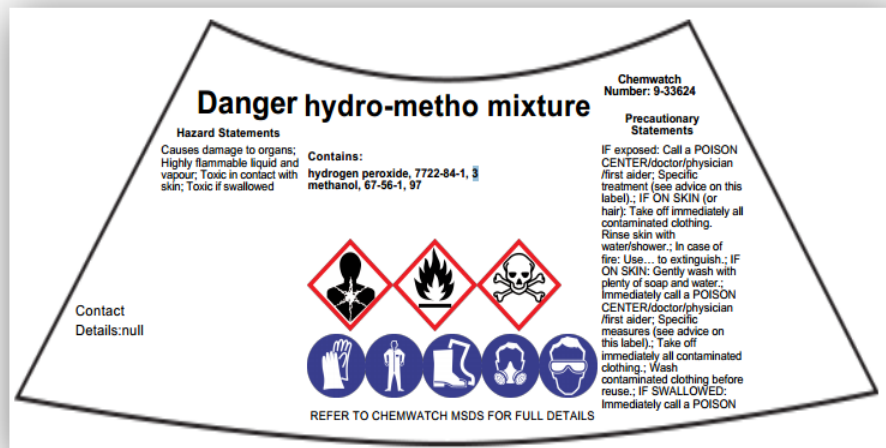 Danger hydro-metho mixture
Hazard Statements
Causes damage to organs;
Highly flammable liquid and
vapour; Toxic in contact with
skin; Toxic if swallowed
Contains:
hydrogen peroxide, 7722-84-1, 3
methanol, 67-56-1, 97
Contact
Details:null
REFER TO CHEMWATCH MSDS FOR FULL DETAILS
Chemwatch
Number: 9-33624
Precautionary
Statements
IF exposed: Call a POISON
CENTER/doctor/physician
/first aider; Specific
treatment (see advice on this
label).; IF ON SKIN (or
hair): Take off immediately all
contaminated clothing.
Rinse skin with
water/shower.; In case of
fire: Use… to extinguish.; IF
ON SKIN: Gently wash with
plenty of soap and water.;
Immediately call a POISON
CENTER/doctor/physician
/first aider; Specific
measures (see advice on
this label).; Take off
immediately all contaminated
clothing.; Wash
contaminated clothing before
reuse.; IF SWALLOWED:
Immediately call a POISON